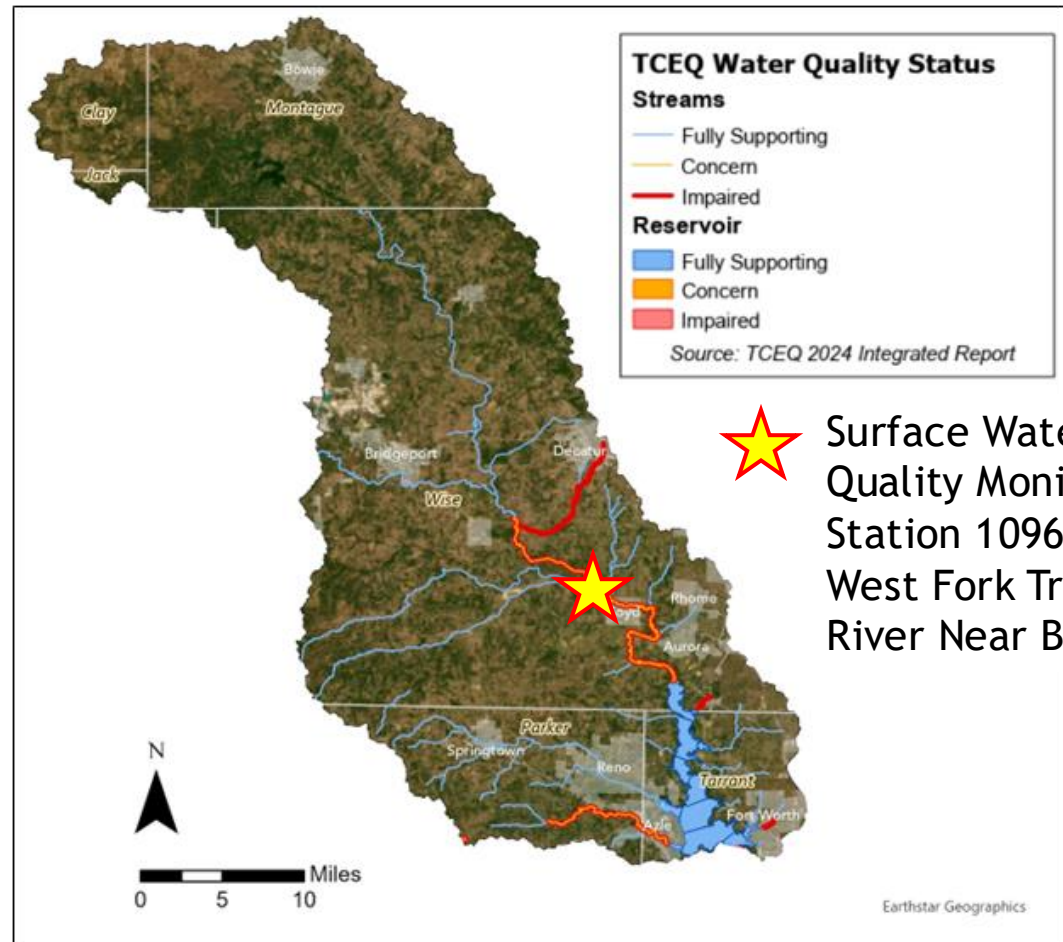 TCEQ Water Quality Status
Streams
Fully Supporting
Concern
Impaired
Reservoir
Fully Supporting
Concern
Impaired
Source: TCEQ 2024 Integrated Report
Bowie
Clay
Montague
Jack
Bridgeport
Decatur
Wise
Surface Wate
Quality Moni
Station 1096
West Fork Tr
River Near B
Rhome
oyd
Aurora
Parker
Springtown
Reno
Tarrant
Azle
Fort Worth
N
Miles
0 5 10
Earthstar Geographics